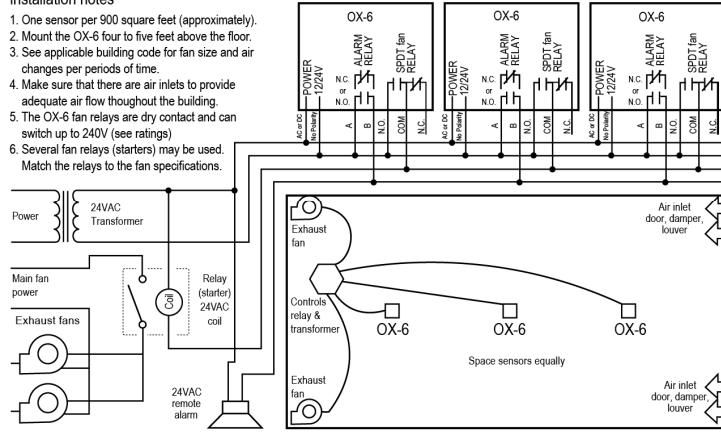 Installation notes
1. One sensor per 900 square feet (approximately).
2. Mount the OX-6 four to five feet above the floor.
3. See applicable building code for fan size and air
changes per periods of time.
4. Make sure that there are air inlets to provide
adequate air flow thoughout the building.
5. The OX-6 fan relays are dry contact and can
switch up to 240V (see ratings)
6. Several fan relays (starters) may be used.
Match the relays to the fan specifications.
OX-6
POWER
12/24V
ALARM
RELAY
SPDT fan
RELAY
N.C.
or
N.O.
AC or DC
No Polarity
A
B
N.O.
COM
N.C.
OX-6
POWER
12/24V
ALARM
RELAY
SPDT fan
RELAY
N.C.
or
N.O.
AC or DC
No Polarity
A
B
N.O.
COM
N.C.
OX-6
POWER
12/24V
ALARM
RELAY
SPDT fan
RELAY
N.C.
or
N.O.
AC or DC
No Polarity
A
B
N.O.
COM
N.C.
Power
24VAC
Transformer
Main fan
power
Coil
Relay
(starter)
24VAC
coil
Exhaust fans
24VAC
remote
alarm
Exhaust
fan
Controls
relay &
transformer
Exhaust
fan
OX-6
OX-6
OX-6
Space sensors equally
Air inlet
door, damper,
louver
Air inlet
door, damper,
louver